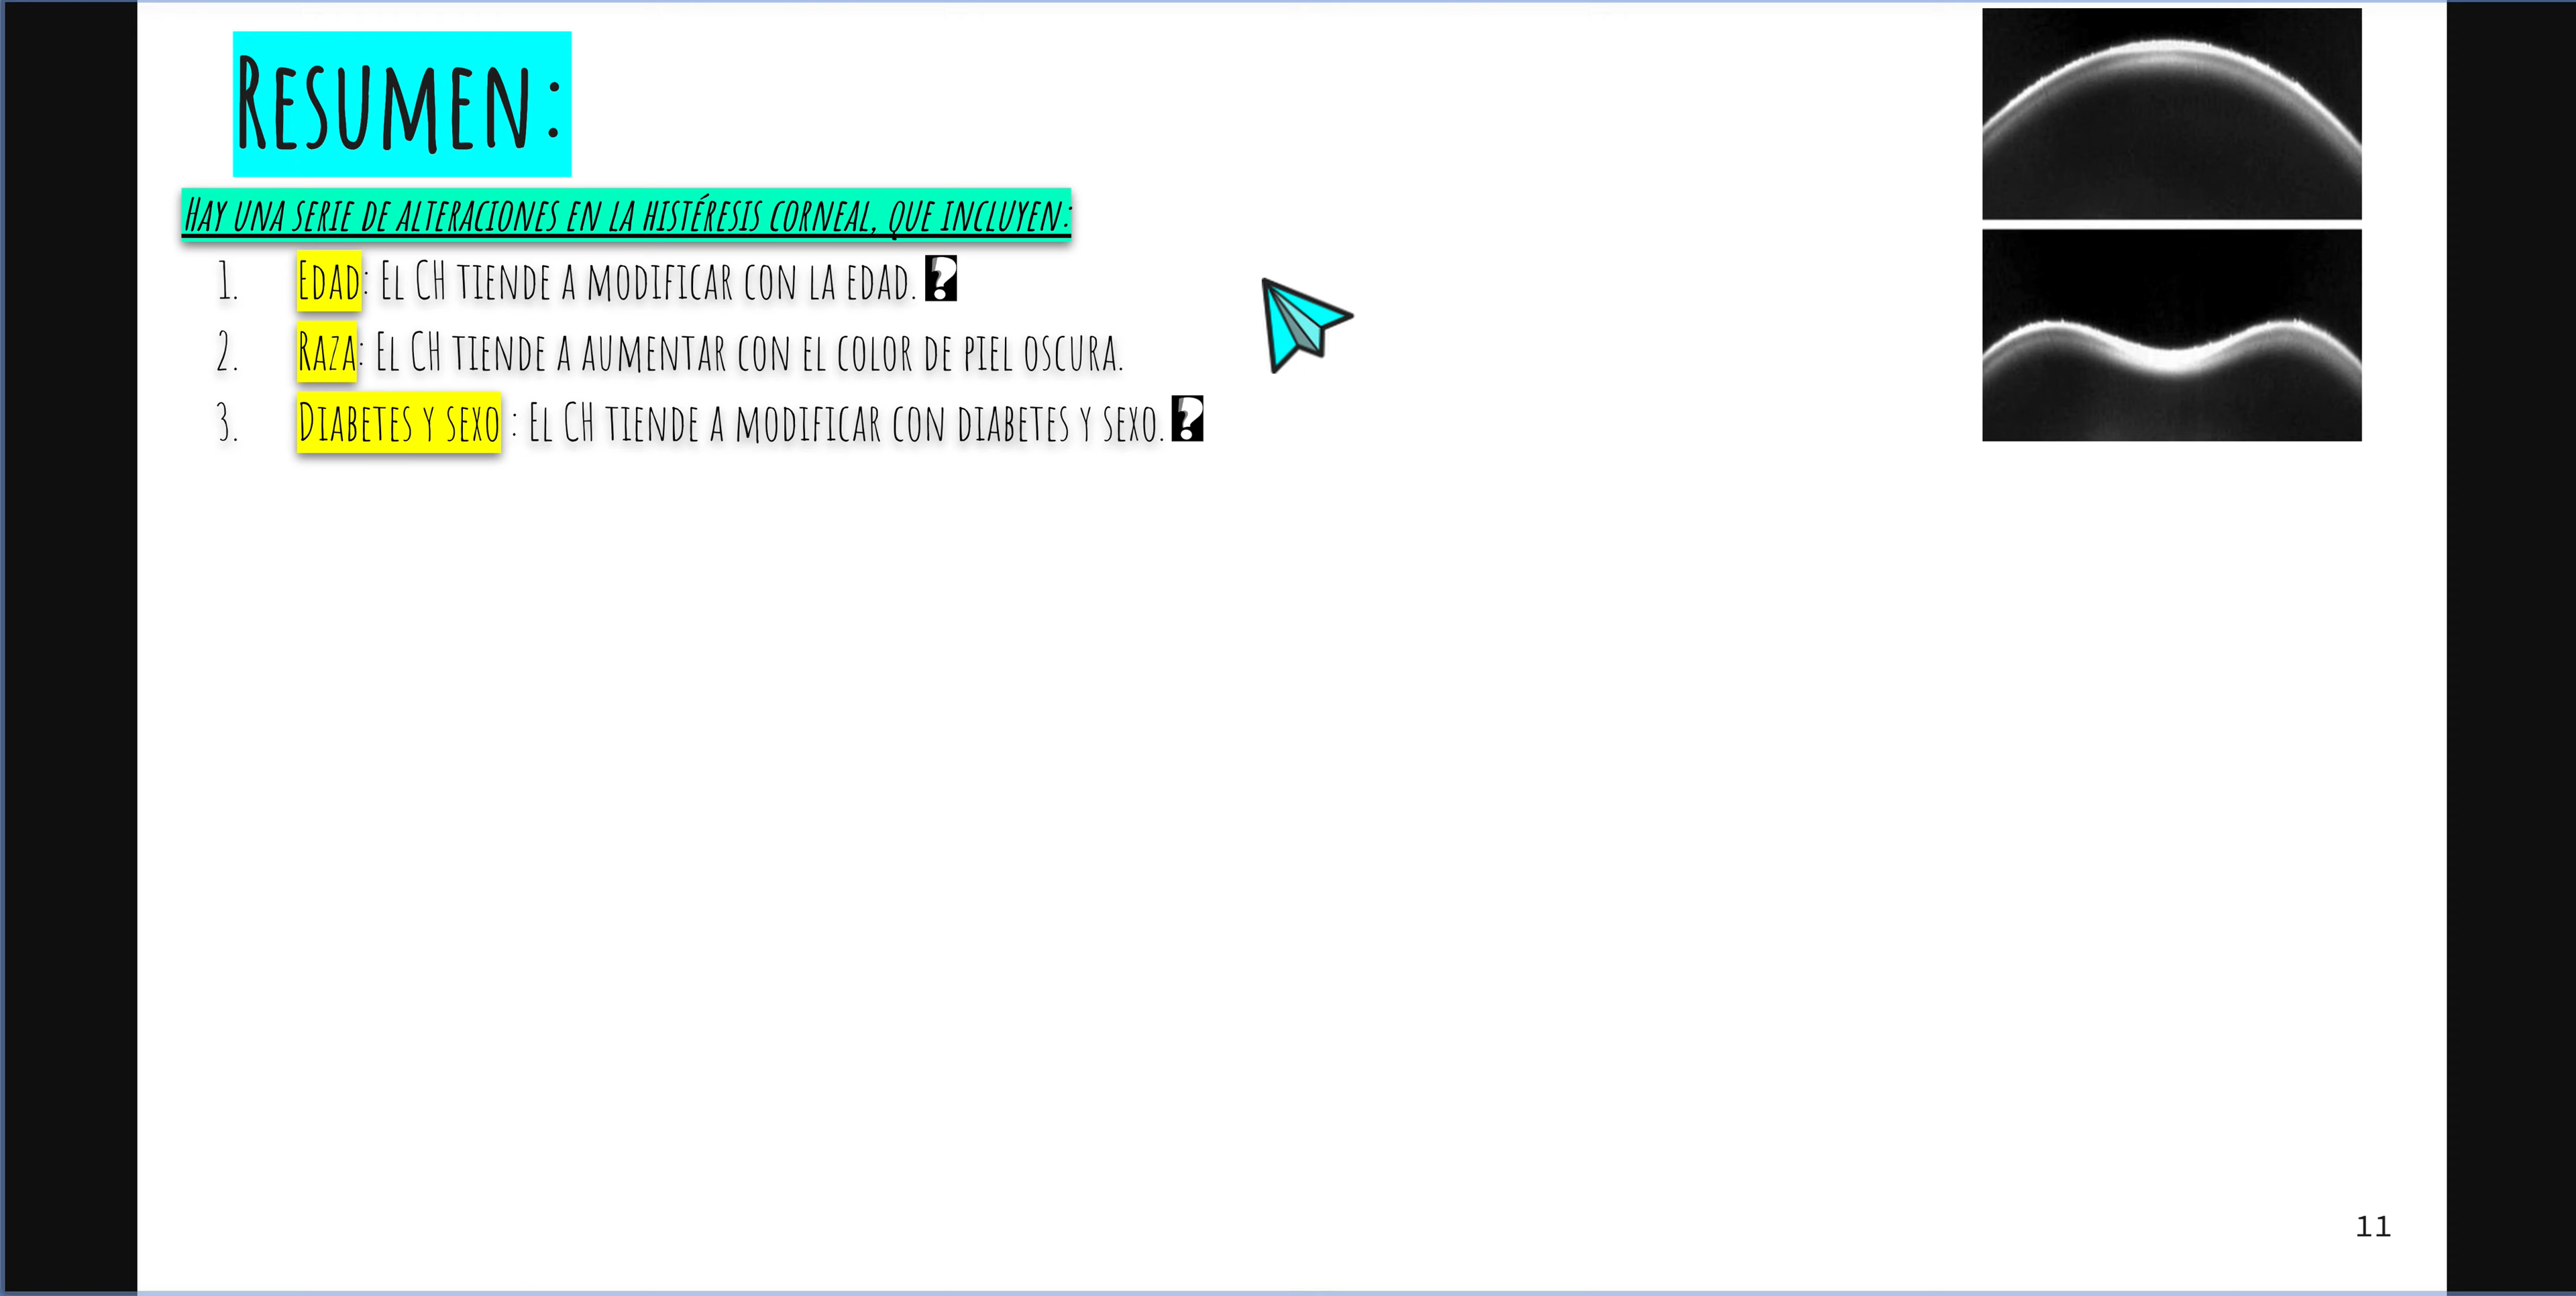 Resumen:
Hay una serie de alteraciones en la histéresis corneal, que incluyen:
1. Edad: El CH tiende a modificar con la edad. ?
2. Raza: El CH tiende a aumentar con el color de piel oscura.
3. Diabetes y sexo : El CH tiende a modificar con diabetes y sexo. ?
11